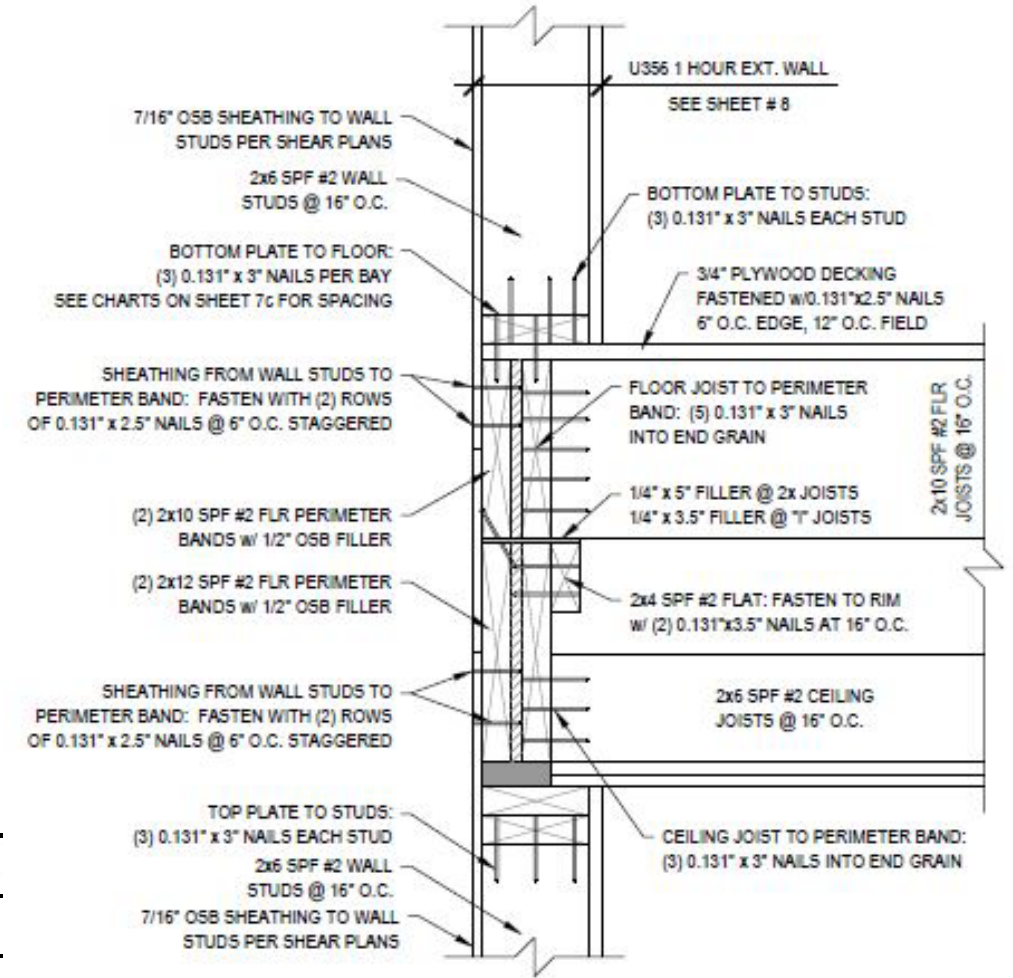 U356 1 HOUR EXT. WALL
SEE SHEET # 8
7/16" OSB SHEATHING TO WALL
STUDS PER SHEAR PLANS
2x6 SPF #2 WALL
STUDS @ 16" O.C.
BOTTOM PLATE TO FLOOR:
(3) 0.131" x 3" NAILS PER BAY
SEE CHARTS ON SHEET 7c FOR SPACING
SHEATHING FROM WALL STUDS TO
PERIMETER BAND: FASTEN WITH (2) ROWS
OF 0.131" x 2.5" NAILS @ 6" O.C. STAGGERED
(2) 2x10 SPF #2 FLR PERIMETER
BANDS w/ 1/2" OSB FILLER
(2) 2x12 SPF #2 FLR PERIMETER
BANDS w/ 1/2" OSB FILLER
SHEATHING FROM WALL STUDS TO
PERIMETER BAND: FASTEN WITH (2) ROWS
OF 0.131" x 2.5" NAILS @ 6" O.C. STAGGERED
TOP PLATE TO STUDS:
(3) 0.131" x 3" NAILS EACH STUD
2x6 SPF #2 WALL
STUDS @ 16" O.C.
7/16" OSB SHEATHING TO WALL
STUDS PER SHEAR PLANS
BOTTOM PLATE TO STUDS:
(3) 0.131" x 3" NAILS EACH STUD
3/4" PLYWOOD DECKING
FASTENED w/0.131"x2.5" NAILS
6" O.C. EDGE, 12" O.C. FIELD
FLOOR JOIST TO PERIMETER
BAND: (5) 0.131" x 3" NAILS
INTO END GRAIN
2x10 SPF #2 FLR
JOISTS @ 16" O.C.
1/4" x 5" FILLER @ 2x JOISTS
1/4" x 3.5" FILLER @ "I" JOISTS
2x4 SPF #2 FLAT: FASTEN TO RIM
w/ (2) 0.131"x3.5" NAILS AT 16" O.C.
2x6 SPF #2 CEILING
JOISTS @ 16" O.C.
CEILING JOIST TO PERIMETER BAND:
(3) 0.131" x 3" NAILS INTO END GRAIN